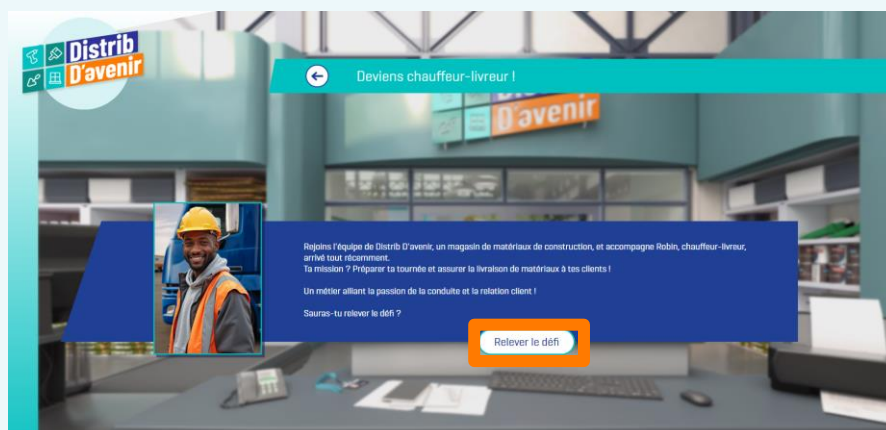 Distrib
D'avenir
Deviens chauffeur-livreur !
D'avenir
Rejoins l'équipe de Distrib D'avenir, un magasin de matériaux de construction, et accompagne Robin, chauffeur-livreur,
arrivé tout récemment.
Ta mission ? Préparer ta tournée et assurer la livraison de matériaux à tes clients !
Un métier alliant la passion de la conduite et la relation client !
Sauras-tu relever le défi ?
Relever le défi